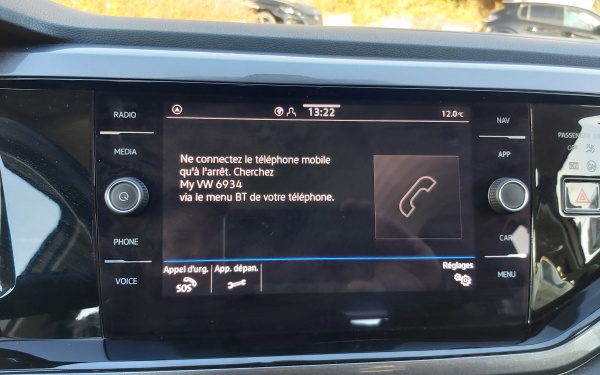 13:22
12.0°C
RADIO
MEDIA
PHONE
VOICE
Ne connectez le téléphone mobile
qu'à l'arrêt. Cherchez
My VW 6934
via le menu BT de votre téléphone.
Appel d'urg.
SOS
App. dépan.
Réglages
NAV
APP
CAR
MENU
OFF